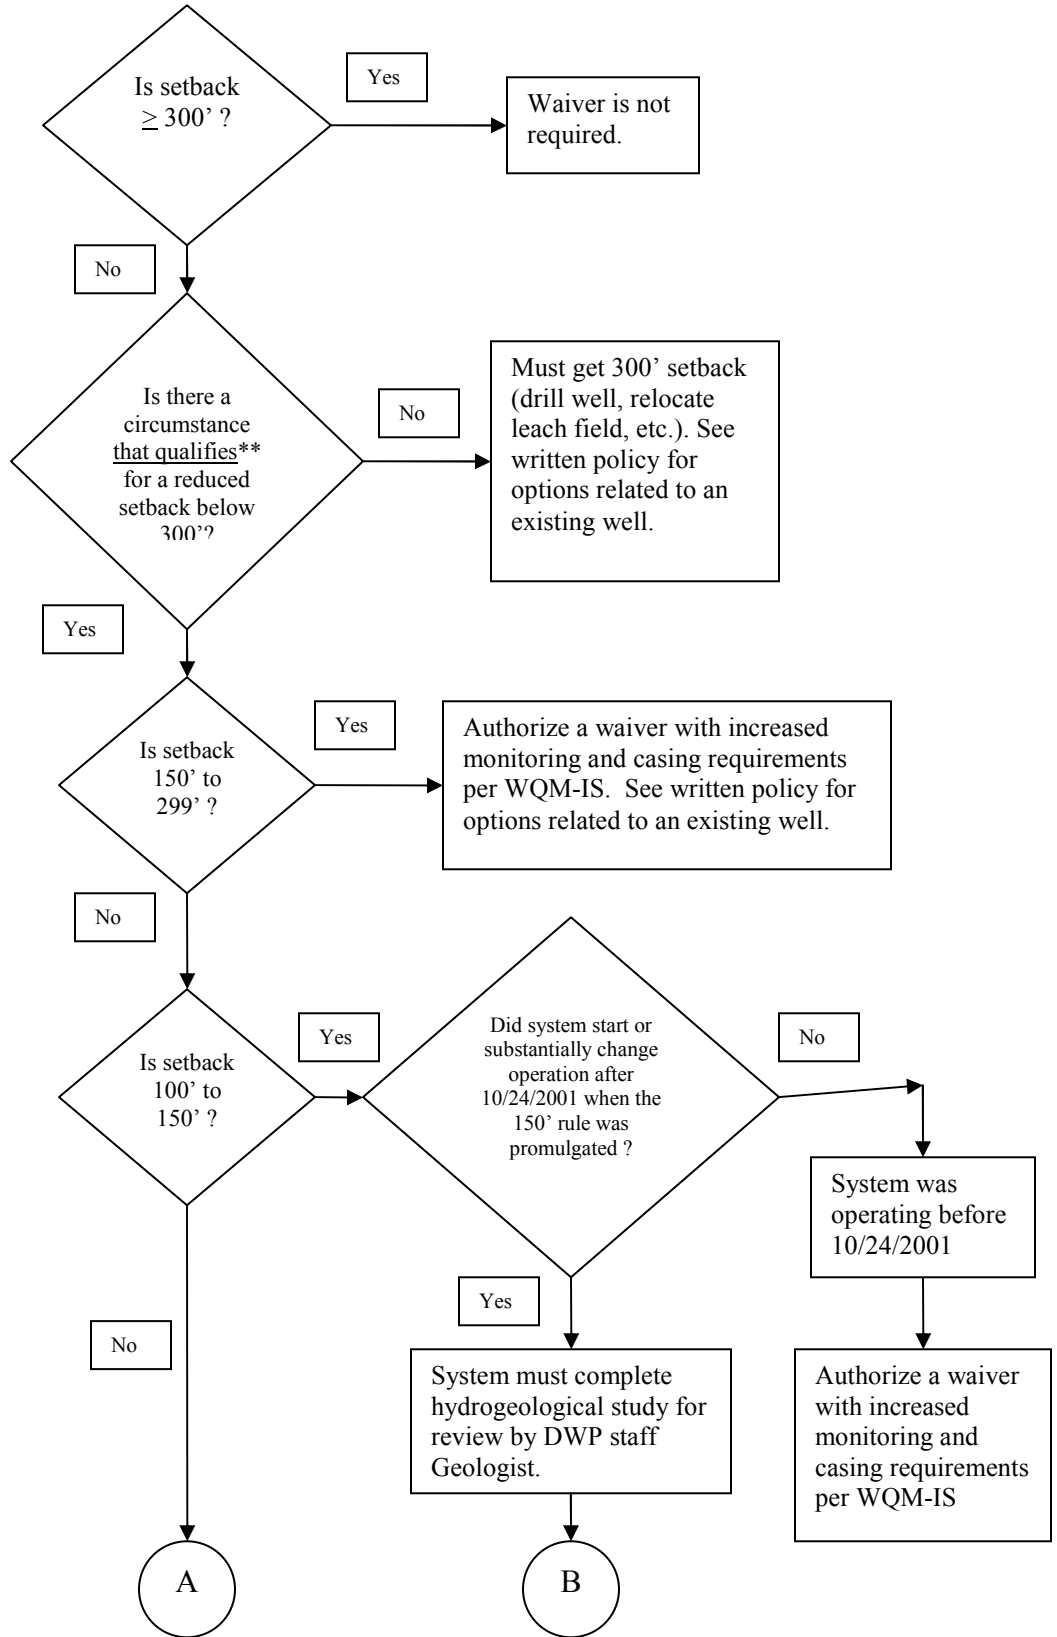 Is setback
≥ 300’ ?
Yes
Waiver is not
required.
No
Is there a
circumstance
that qualifies**
for a reduced
setback below
300’?
No
Must get 300’ setback
(drill well, relocate
leach field, etc.). See
written policy for
options related to an
existing well.
Yes
Is setback
150’ to
299’ ?
Yes
Authorize a waiver with increased
monitoring and casing requirements
per WQM-IS.  See written policy for
options related to an existing well.
No
Is setback
100’ to
150’ ?
Yes
Did system start or
substantially change
operation after
10/24/2001 when the
150’ rule was
promulgated ?
No
System was
operating before
10/24/2001
Yes
No
System must complete
hydrogeological study for
review by DWP staff
Geologist.
Authorize a waiver
with increased
monitoring and
casing requirements
per WQM-IS
A
B